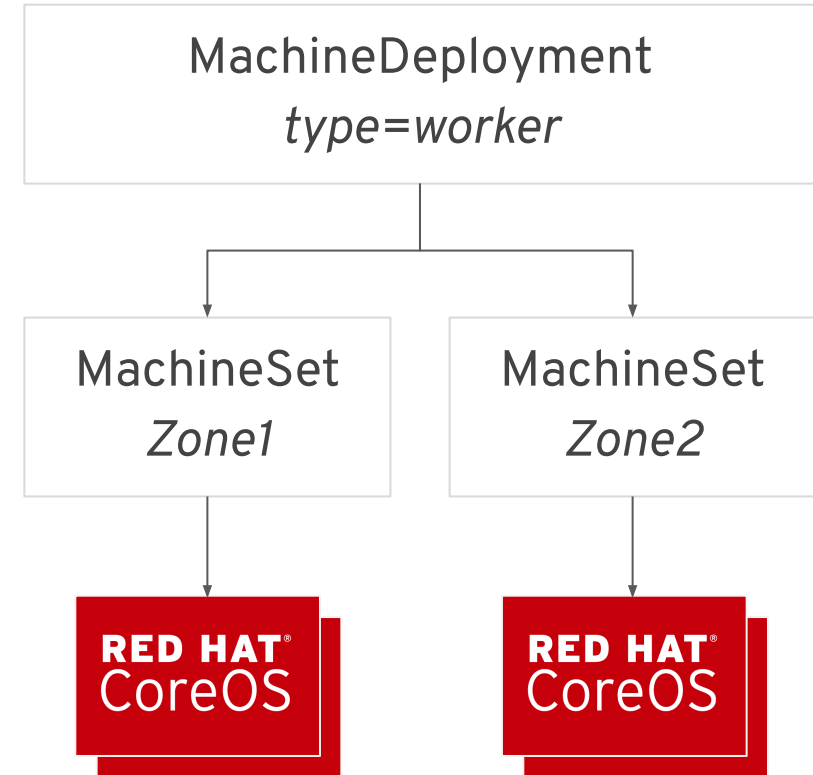 MachineDeployment
type=worker
MachineSet
Zone1
MachineSet
Zone2
RED HAT®
CoreOS
RED HAT®
CoreOS